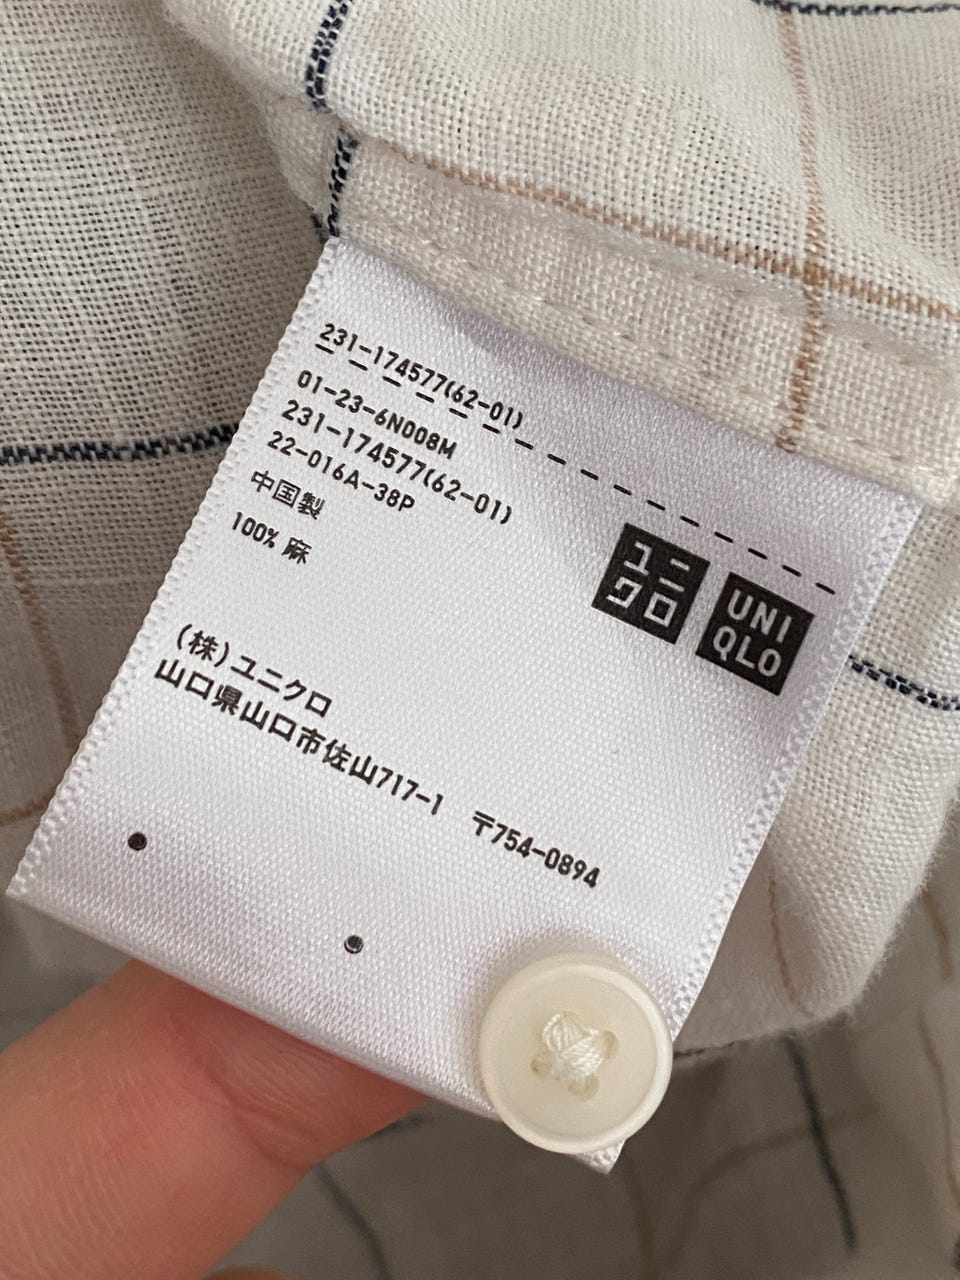 231-174577(62-01)
01-23-6N008M
231-174577(62-01)
22-016A-38P
中国製
100% 麻
ユニ
クロ
UNI
QLO
(株)ユニクロ
山口県山口市佐山717-1 〒754-0894